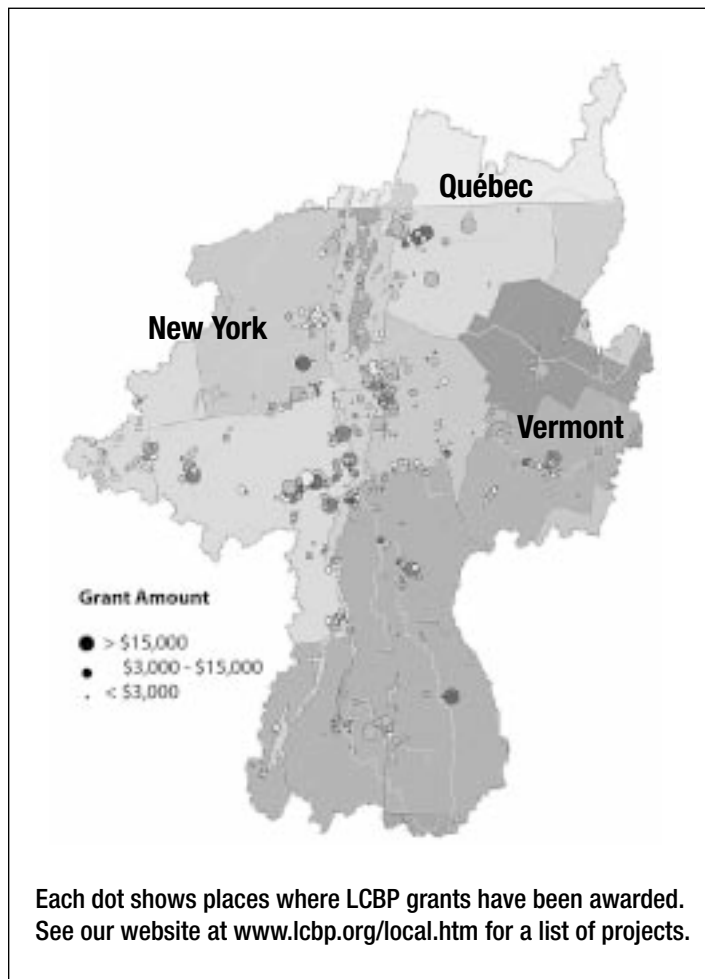 Québec
New York
Vermont
Grant Amount
> $15,000
$3,000 - $15,000
< $3,000
Each dot shows places where LCBP grants have been awarded.
See our website at www.lcbp.org/local.htm for a list of projects.